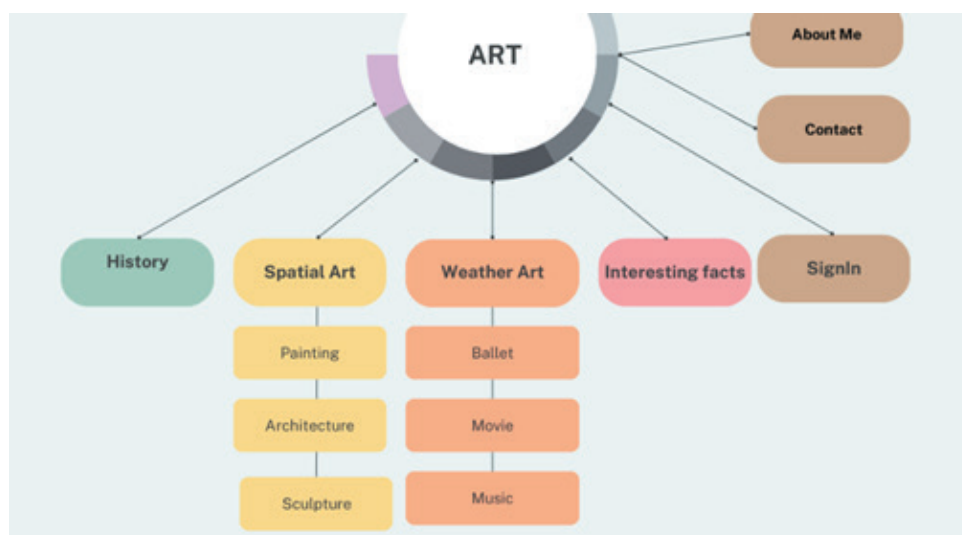 ART
About Me
Contact
History
Spatial Art
Weather Art
Interesting facts
SignIn
Painting
Ballet
Architecture
Movie
Sculpture
Music